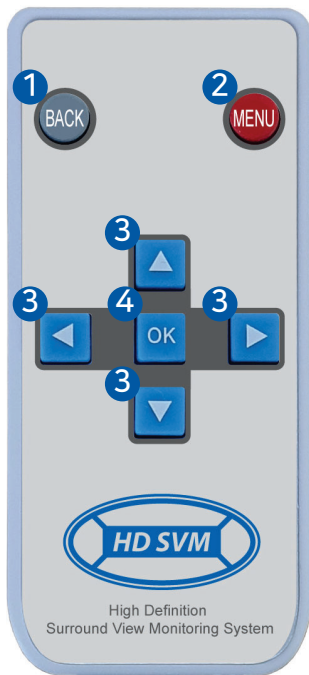 1
BACK
2
MENU
3
3
4
OK
3
3
HD SVM
High Definition
Surround View Monitoring System